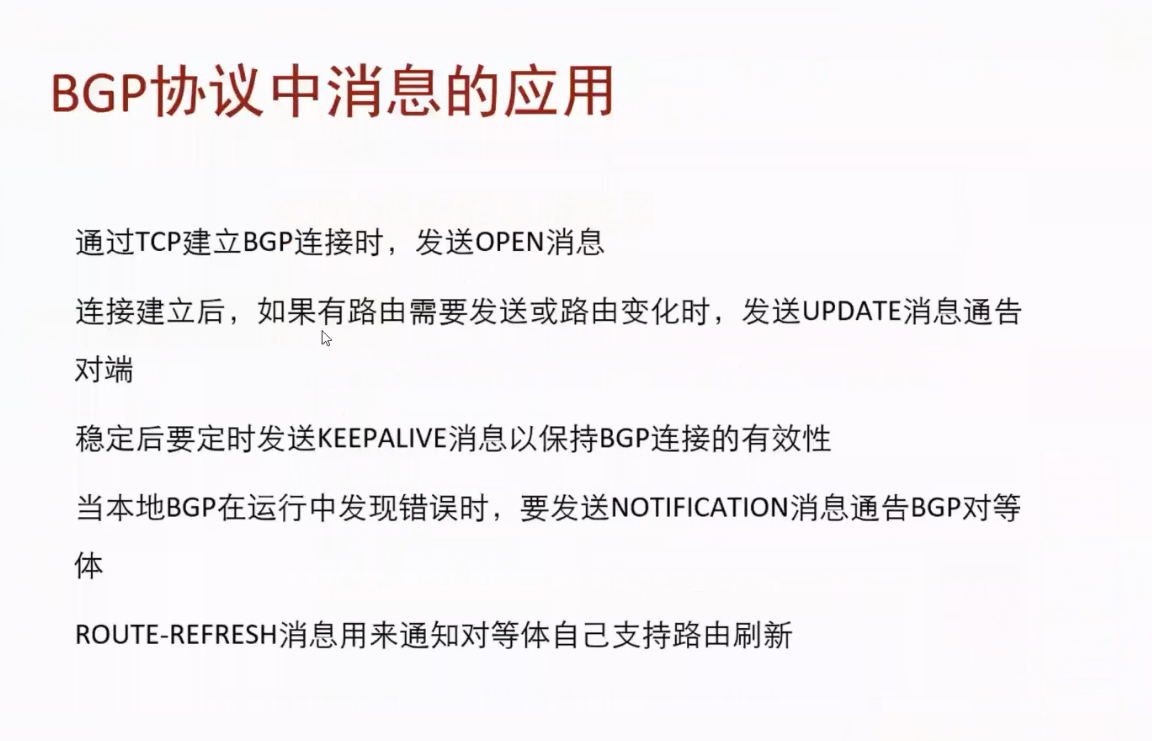 BGP协议中消息的应用
通过TCP建立BGP连接时，发送OPEN消息
连接建立后，如果有路由需要发送或路由变化时，发送UPDATE消息通告
对端
稳定后要定时发送KEEPALIVE消息以保持BGP连接的有效性
当本地BGP在运行中发现错误时，要发送NOTIFICATION消息通告BGP对等
体
ROUTE-REFRESH消息用来通知对等体自己支持路由刷新